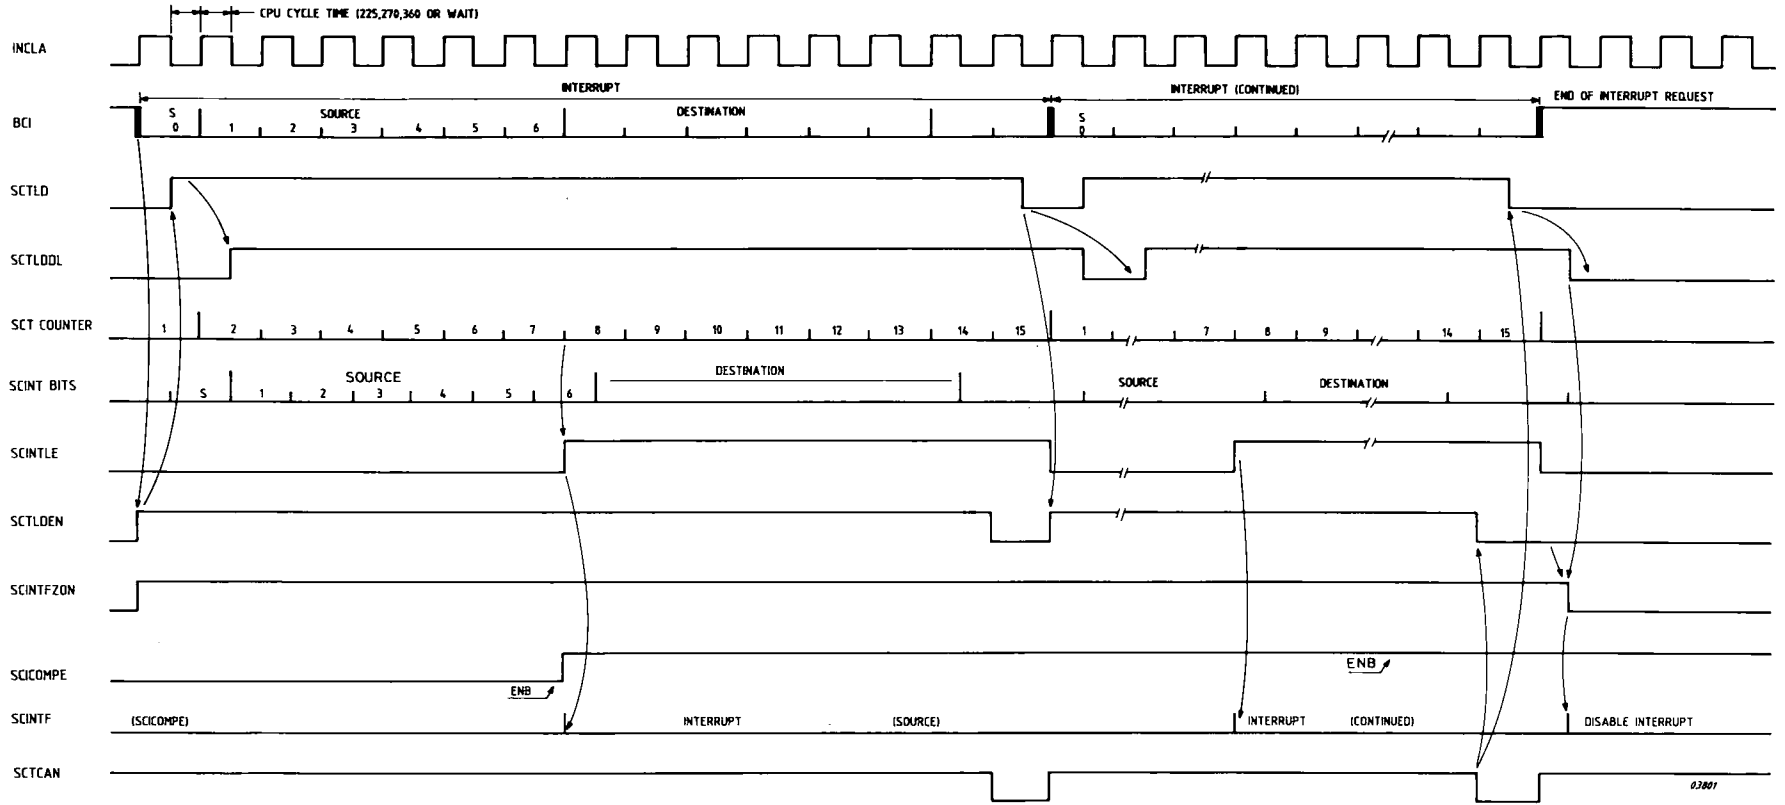 CPU CYCLE TIME (225,270,360 OR WAIT)
INCLA
INTERRUPT
INTERRUPT (CONTINUED)
END OF INTERRUPT REQUEST
BCI
S 0
SOURCE
DESTINATION
S 0
1 2 3 4 5 6
SCTLD
SCTLDDL
SCT COUNTER
1 2 3 4 5 6 7 8 9 10 11 12 13 14 15 1 7 8 9 14 15
SCINT BITS
SOURCE
DESTINATION
SOURCE
DESTINATION
S 1 2 3 4 5 6
SCINTLE
SCTLDEN
SCINTFZON
SCICOMPE
ENB
ENB
SCINTF
(SCICOMPE)
INTERRUPT
(SOURCE)
INTERRUPT
(CONTINUED)
DISABLE INTERRUPT
SCTCAN
03801